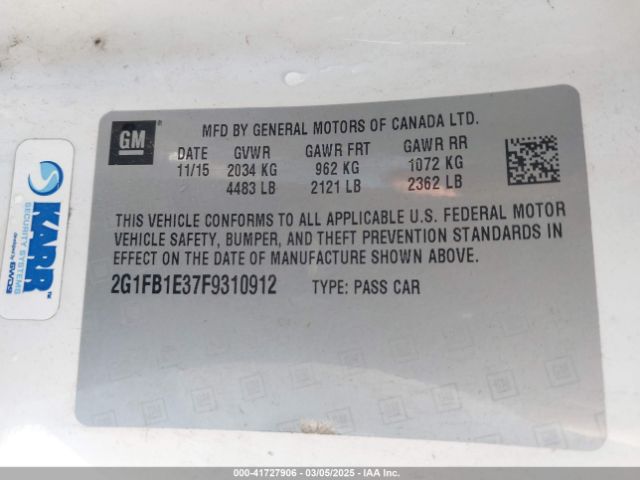 GM
MFD BY GENERAL MOTORS OF CANADA LTD.
DATE GVWR GAWR FRT GAWR RR
11/15 2034 KG 962 KG 1072 KG
4483 LB 2121 LB 2362 LB
THIS VEHICLE CONFORMS TO ALL APPLICABLE U.S. FEDERAL MOTOR
VEHICLE SAFETY, BUMPER, AND THEFT PREVENTION STANDARDS IN
EFFECT ON THE DATE OF MANUFACTURE SHOWN ABOVE.
2G1FB1E37F9310912 TYPE: PASS CAR
KARR
SECURITY SYSTEMS
000-41727906 - 03/05/2025 - IAA Inc.